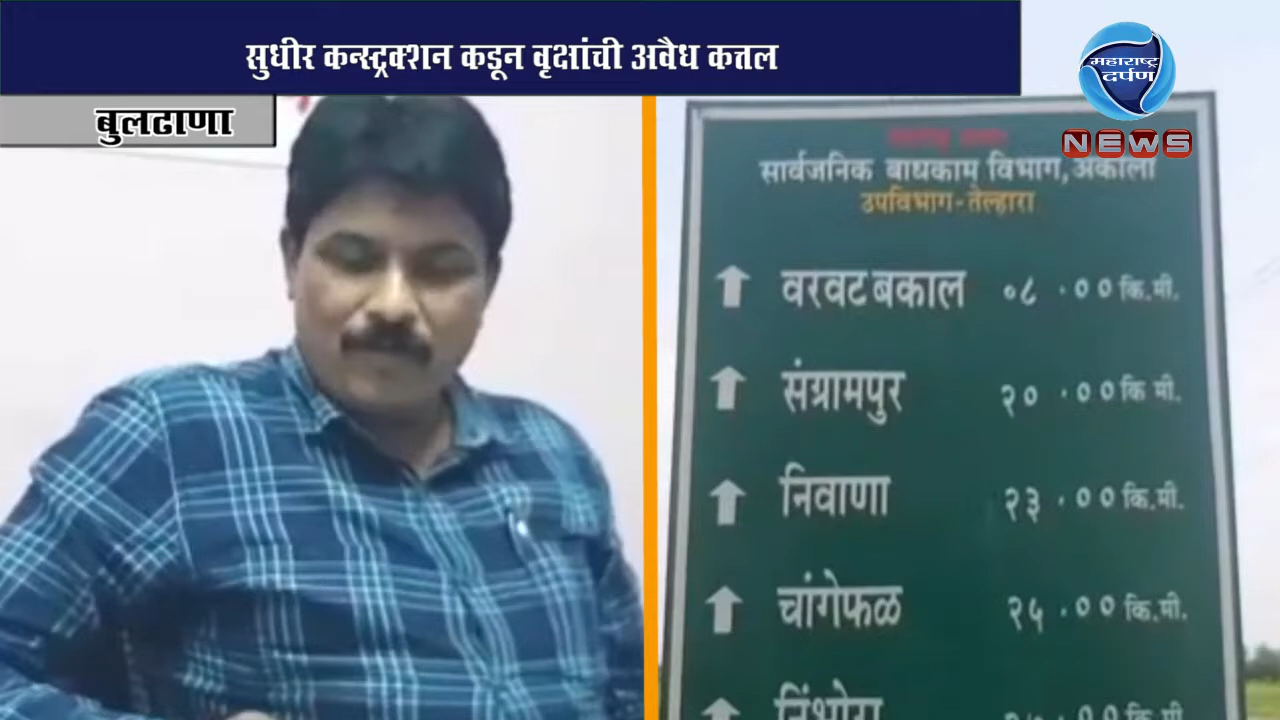 सुधीर कन्स्ट्रक्शन कडून वृक्षांची अवैध कत्तल
बुलढाणा
महाराष्ट्र
दर्पण
NEWS
सार्वजनिक बांधकाम विभाग, अकोला
उपविभाग-तेल्हारा
वरवट बकाल ०८.०० कि.मी.
संग्रामपुर २०.०० कि मी.
निवाणा २३.०० कि.मी.
चांगेफळ २५.०० कि.मी.